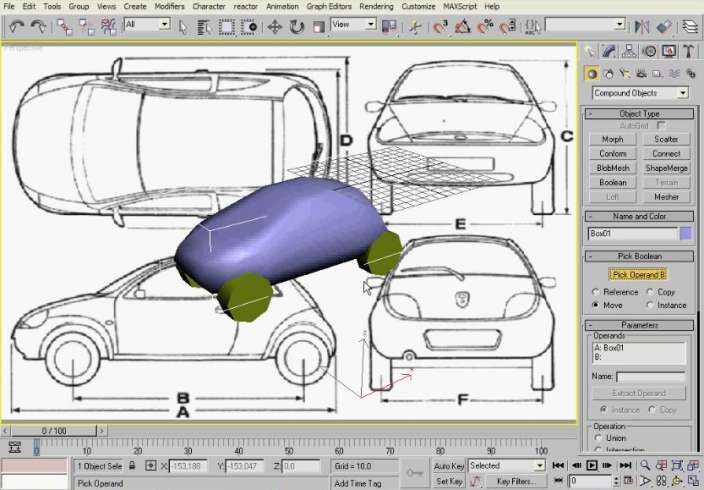 File Edit Tools Group Views Create Modifiers Character reactor Animation Graph Editors Rendering Customize MAXScript Help
All View
Perspective
Compound Objects
- Object Type
AutoGrid
Morph Scatter
Conform Connect
BlobMesh ShapeMerge
Boolean Terrain
Loft Mesher
- Name and Color
Box01
- Pick Boolean
Pick Operand B
Reference Copy
Move Instance
- Parameters
Operands
A: Box01
B:
Name:
Extract Operand
Instance Copy
Operation
Union
Intersection
D
C
E
B
A
F
0 / 100
0 10 20 30 40 50 60 70 80 90 100
1 Object Sele X: -153,188 Y: -153,047 Z: 0,0 Grid = 10,0 Auto Key Selected
Pick Operand Add Time Tag Set Key Key Filters... 0